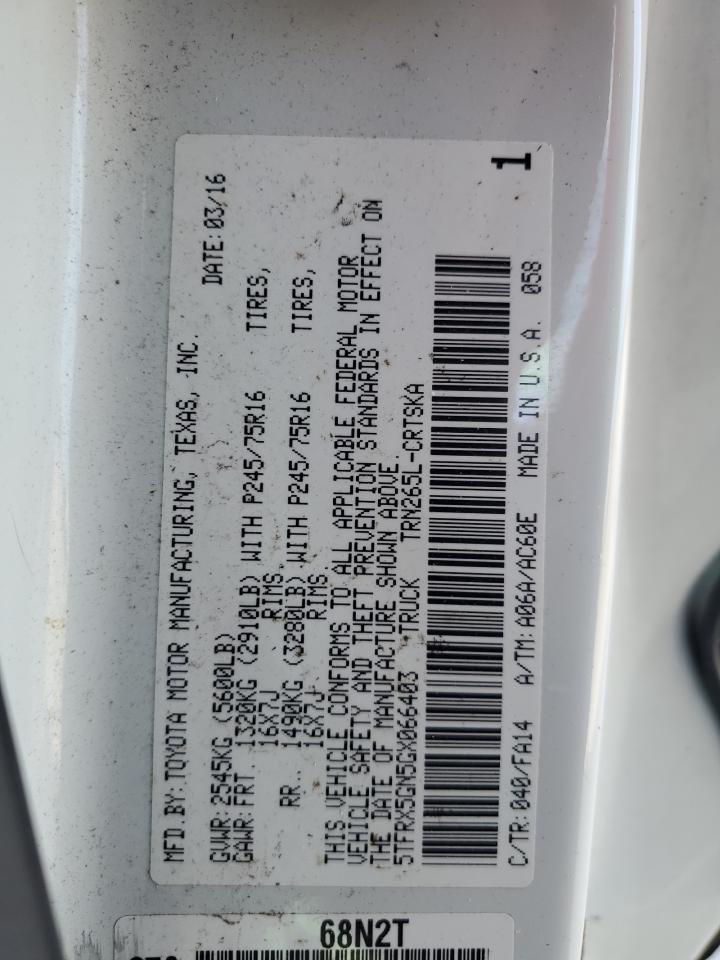 MFD.BY:TOYOTA MOTOR MANUFACTURING, TEXAS, INC.
DATE:03/16
GVWR:2545KG (5600LB)
GAWR:FRT. 1320KG (2910LB) WITH P245/75R16 TIRES,
16X7J RIMS.
RR.. 1490KG (3280LB) WITH P245/75R16 TIRES,
16X7J RIMS.
THIS VEHICLE CONFORMS TO ALL APPLICABLE FEDERAL MOTOR
VEHICLE SAFETY AND THEFT PREVENTION STANDARDS IN EFFECT ON
THE DATE OF MANUFACTURE SHOWN ABOVE.
5TFRX5GN5GX066403 TRUCK TRN265L-CRTSKA
C/TR:040/FA14 A/TM:A06A/AC60E MADE IN U.S.A. 058
1
68N2T